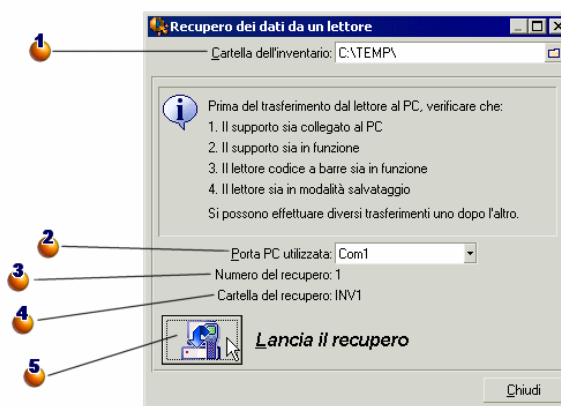 Recupero dei dati da un lettore
1
Cartella dell'inventario: C:\TEMP\
Prima del trasferimento dal lettore al PC, verificare che:
1. Il supporto sia collegato al PC
2. Il supporto sia in funzione
3. Il lettore codice a barre sia in funzione
4. Il lettore sia in modalità salvataggio
Si possono effettuare diversi trasferimenti uno dopo l'altro.
2
Porta PC utilizzata: Com1
3
Numero del recupero: 1
4
Cartella del recupero: INV1
5
Lancia il recupero
Chiudi